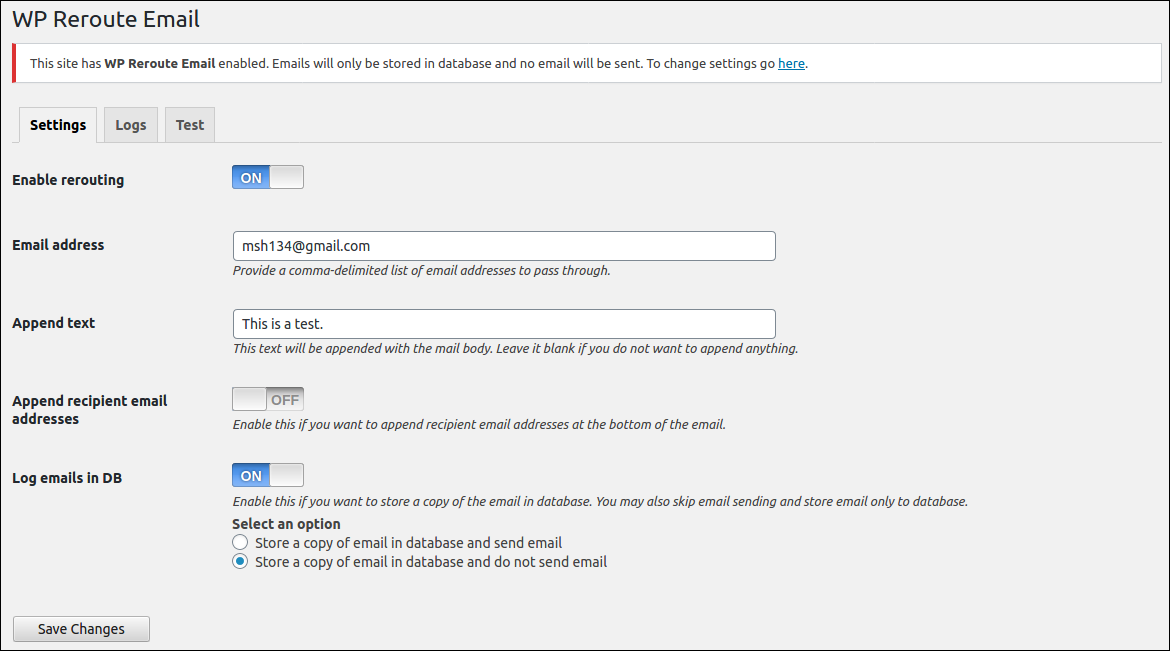 WP Reroute Email
This site has WP Reroute Email enabled. Emails will only be stored in database and no email will be sent. To change settings go here.
Settings Logs Test
Enable rerouting ON
Email address msh134@gmail.com
Provide a comma-delimited list of email addresses to pass through.
Append text This is a test.
This text will be appended with the mail body. Leave it blank if you do not want to append anything.
Append recipient email OFF
addresses
Enable this if you want to append recipient email addresses at the bottom of the email.
Log emails in DB ON
Enable this if you want to store a copy of the email in database. You may also skip email sending and store email only to database.
Select an option
Store a copy of email in database and send email
Store a copy of email in database and do not send email
Save Changes